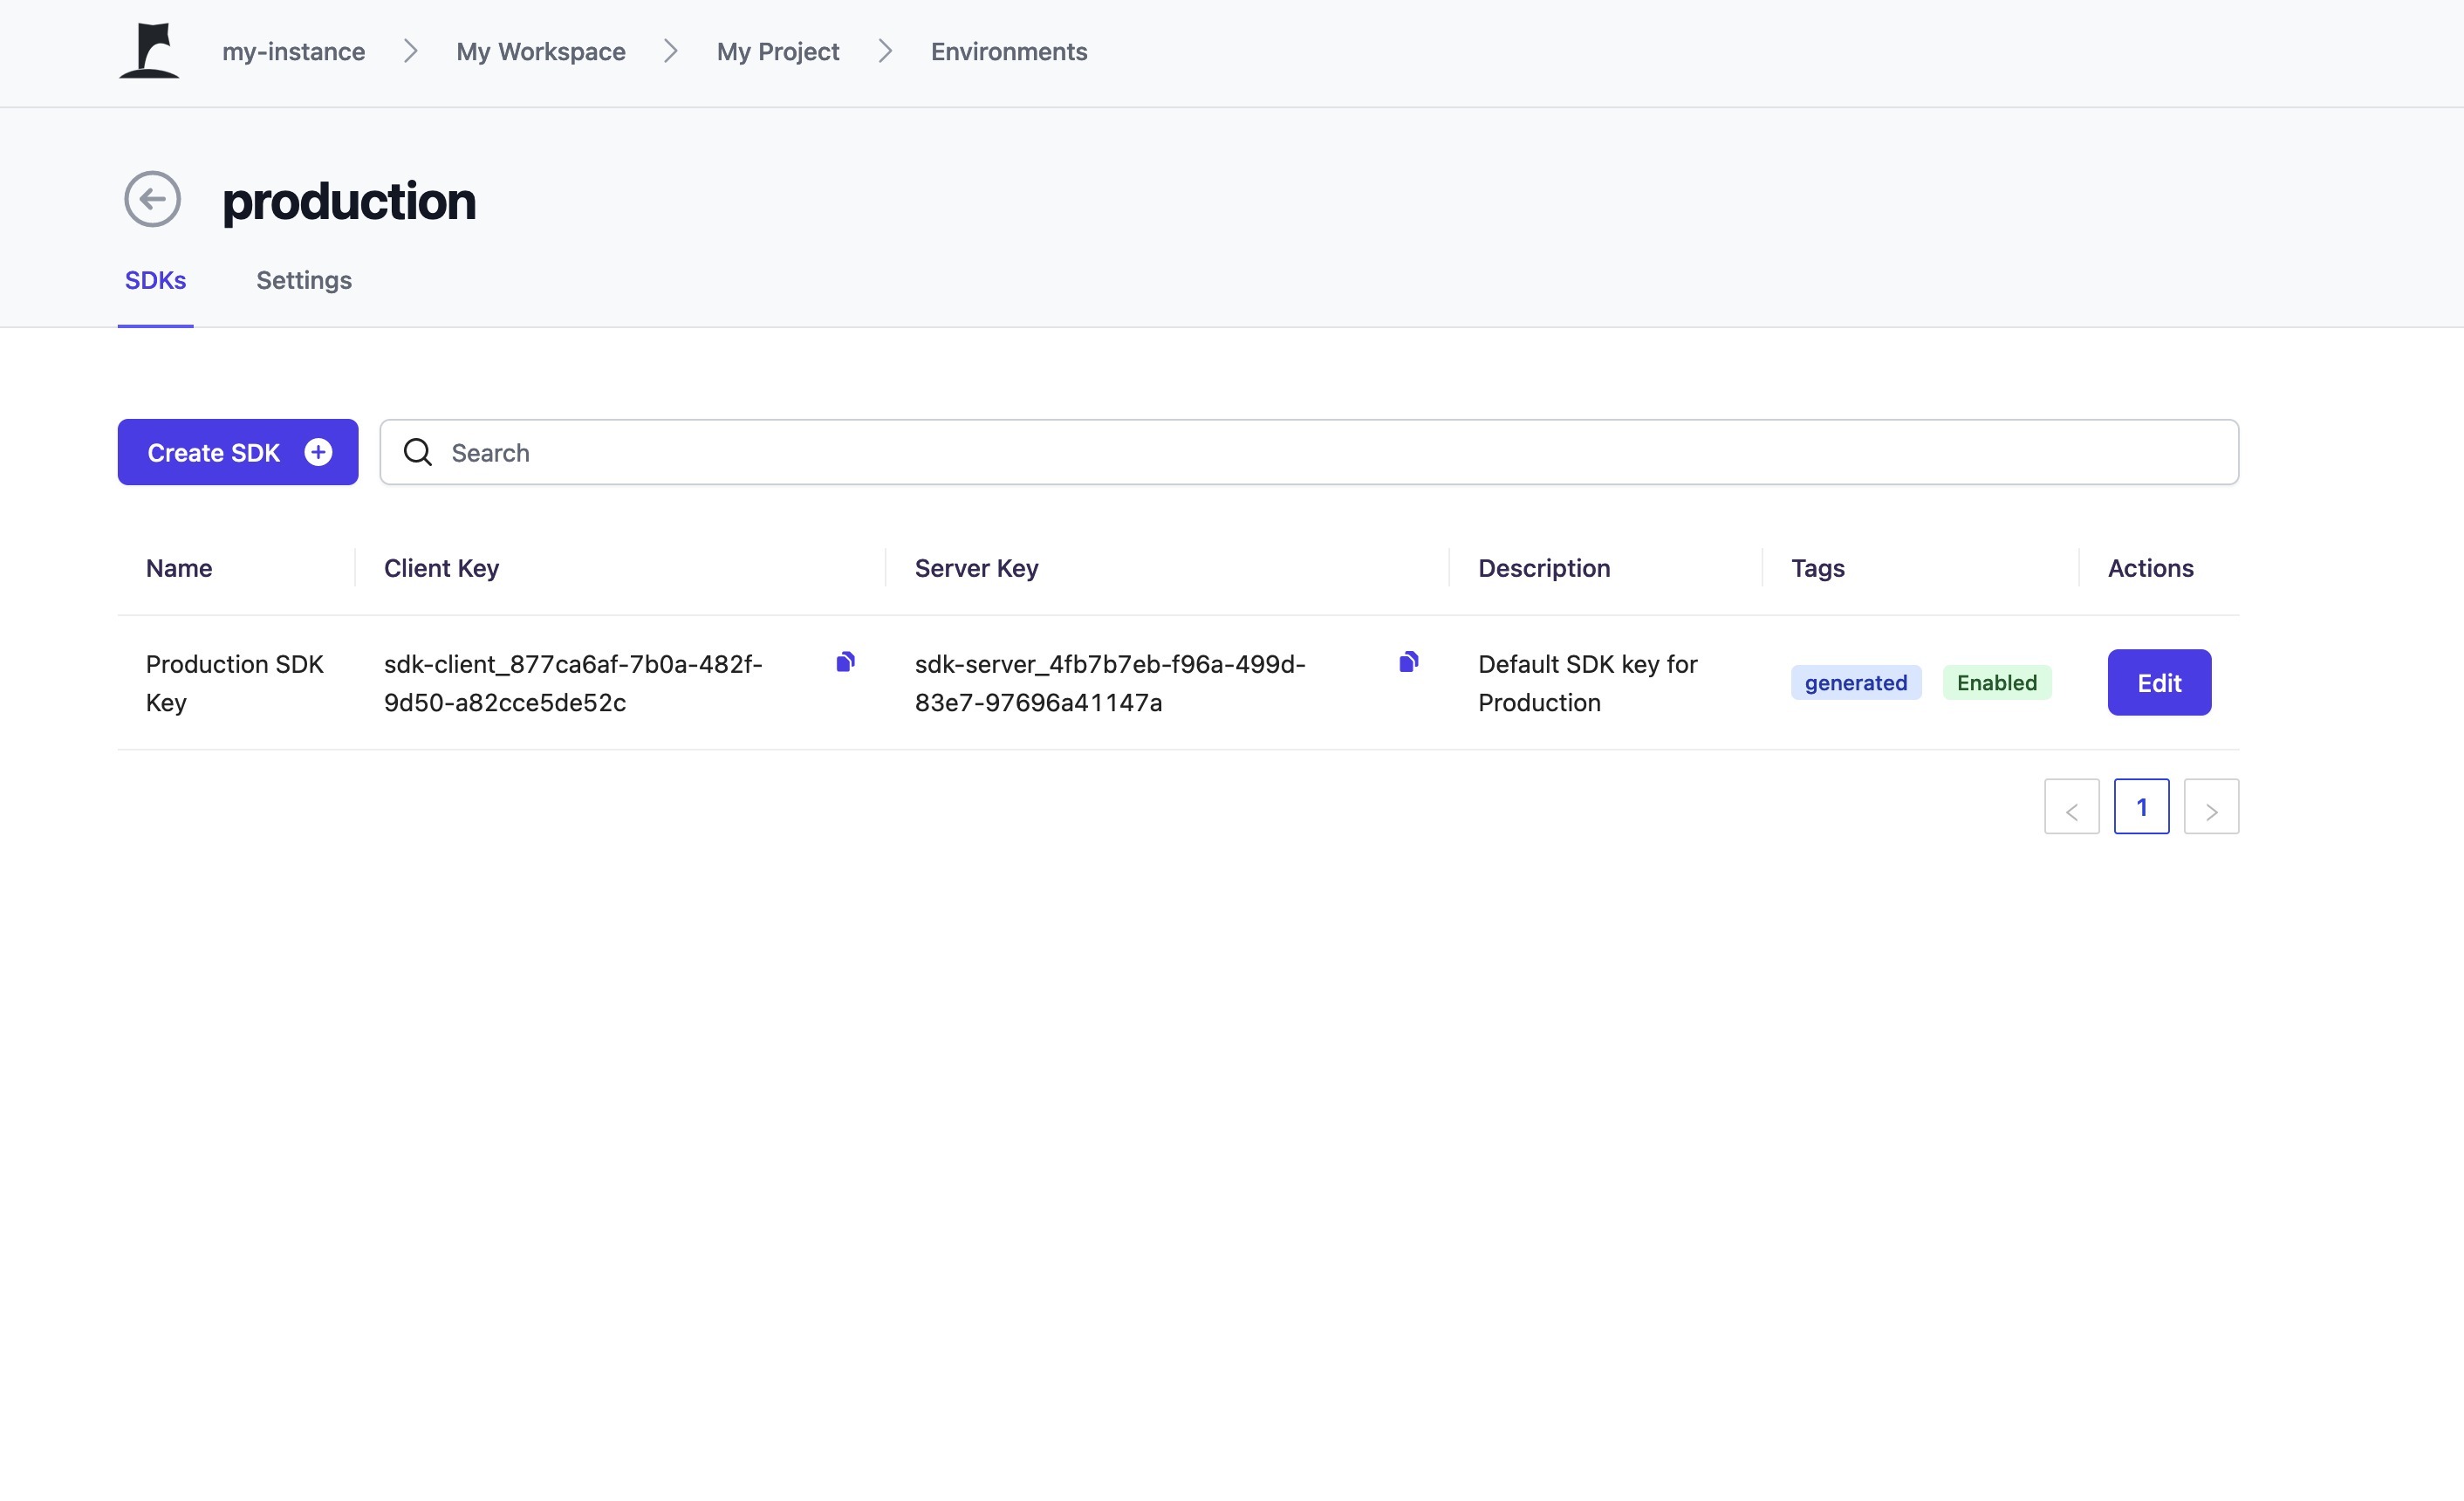 my-instance My Workspace My Project Environments
production
SDKs Settings
Create SDK Search
Name Client Key Server Key Description Tags Actions
Production SDK sdk-client_877ca6af-7b0a-482f- sdk-server_4fb7b7eb-f96a-499d- Default SDK key for generated Enabled Edit
Key 9d50-a82cce5de52c 83e7-97696a41147a Production
1